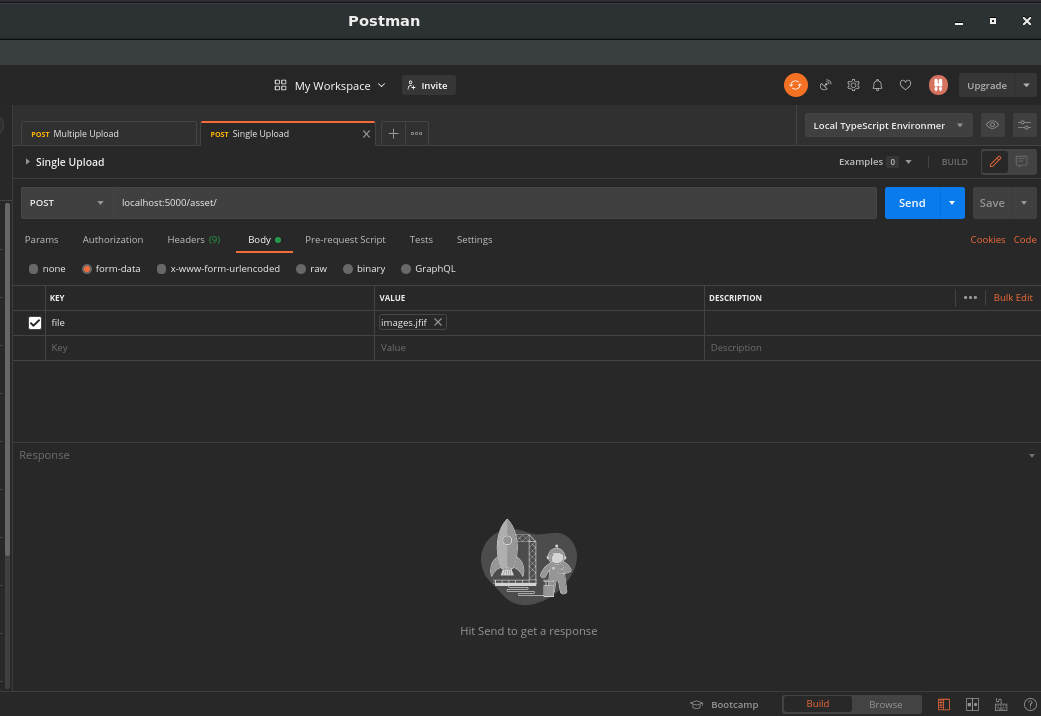 Postman
My Workspace
Invite
Upgrade
POST Multiple Upload
POST Single Upload
Local TypeScript Environmer
Single Upload
Examples 0
BUILD
POST
localhost:5000/asset/
Send
Save
Params
Authorization
Headers (9)
Body
Pre-request Script
Tests
Settings
Cookies
Code
none
form-data
x-www-form-urlencoded
raw
binary
GraphQL
KEY
VALUE
DESCRIPTION
Bulk Edit
file
images.jfif
Key
Value
Description
Response
Hit Send to get a response
Bootcamp
Build
Browse